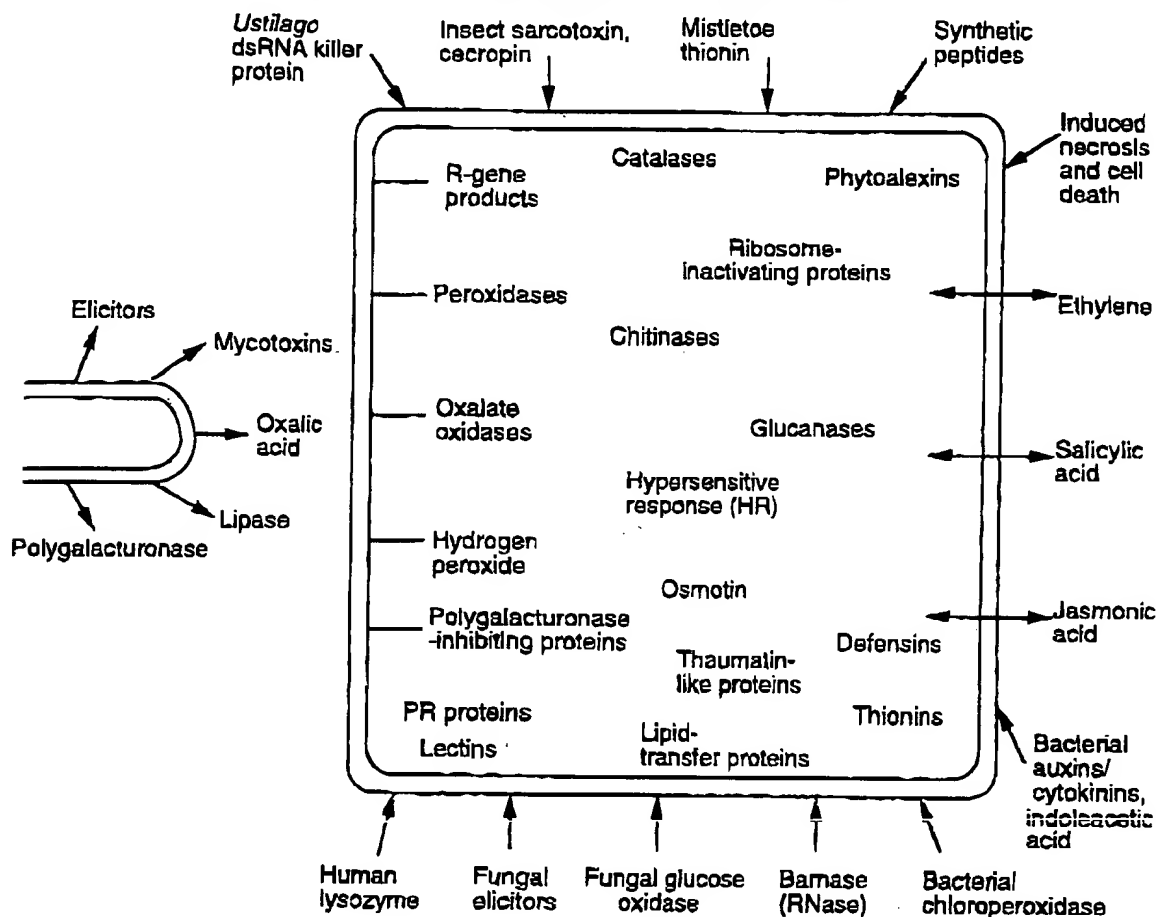 Ustilago
dsRNA killer
protein
Insect sarcotoxin,
cecropin
Mistletoe
thionin
Synthetic
peptides
Induced
necrosis
and cell
death
Catalases
R-gene
products
Phytoalexins
Ribosome-
inactivating proteins
Peroxidases
Ethylene
Chitinases
Elicitors
Mycotoxins
Oxalic
acid
Lipase
Polygalacturonase
Oxalate
oxidases
Glucanases
Salicylic
acid
Hypersensitive
response (HR)
Hydrogen
peroxide
Osmotin
Polygalacturonase
-inhibiting proteins
Jasmonic
acid
Defensins
Thaumatin-
like proteins
PR proteins
Lectins
Lipid-
transfer proteins
Thionins
Bacterial
auxins/
cytokinins,
indoleacetic
acid
Human
lysozyme
Fungal
elicitors
Fungal glucose
oxidase
Barnase
(RNase)
Bacterial
chloroperoxidase